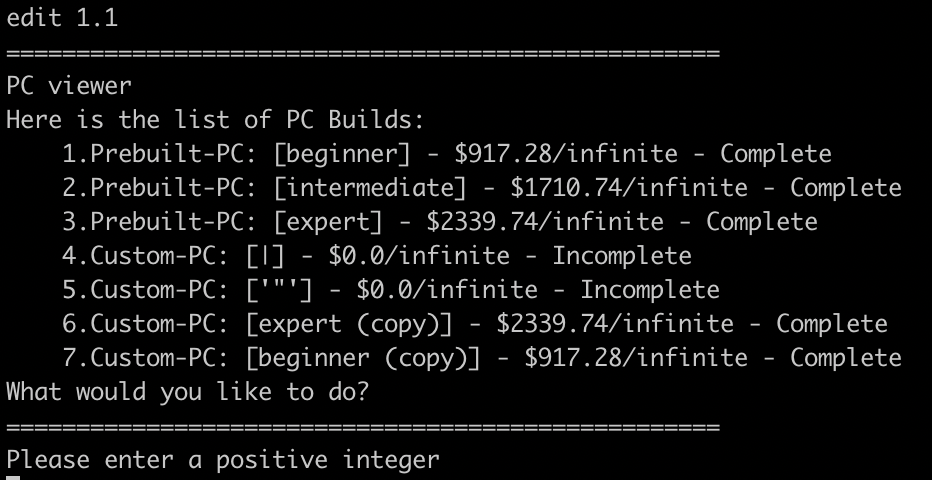 edit 1.1
===================================================
PC viewer
Here is the list of PC Builds:
    1.Prebuilt-PC: [beginner] - $917.28/infinite - Complete
    2.Prebuilt-PC: [intermediate] - $1710.74/infinite - Complete
    3.Prebuilt-PC: [expert] - $2339.74/infinite - Complete
    4.Custom-PC: [|] - $0.0/infinite - Incomplete
    5.Custom-PC: ['"'] - $0.0/infinite - Incomplete
    6.Custom-PC: [expert (copy)] - $2339.74/infinite - Complete
    7.Custom-PC: [beginner (copy)] - $917.28/infinite - Complete
What would you like to do?
===================================================
Please enter a positive integer